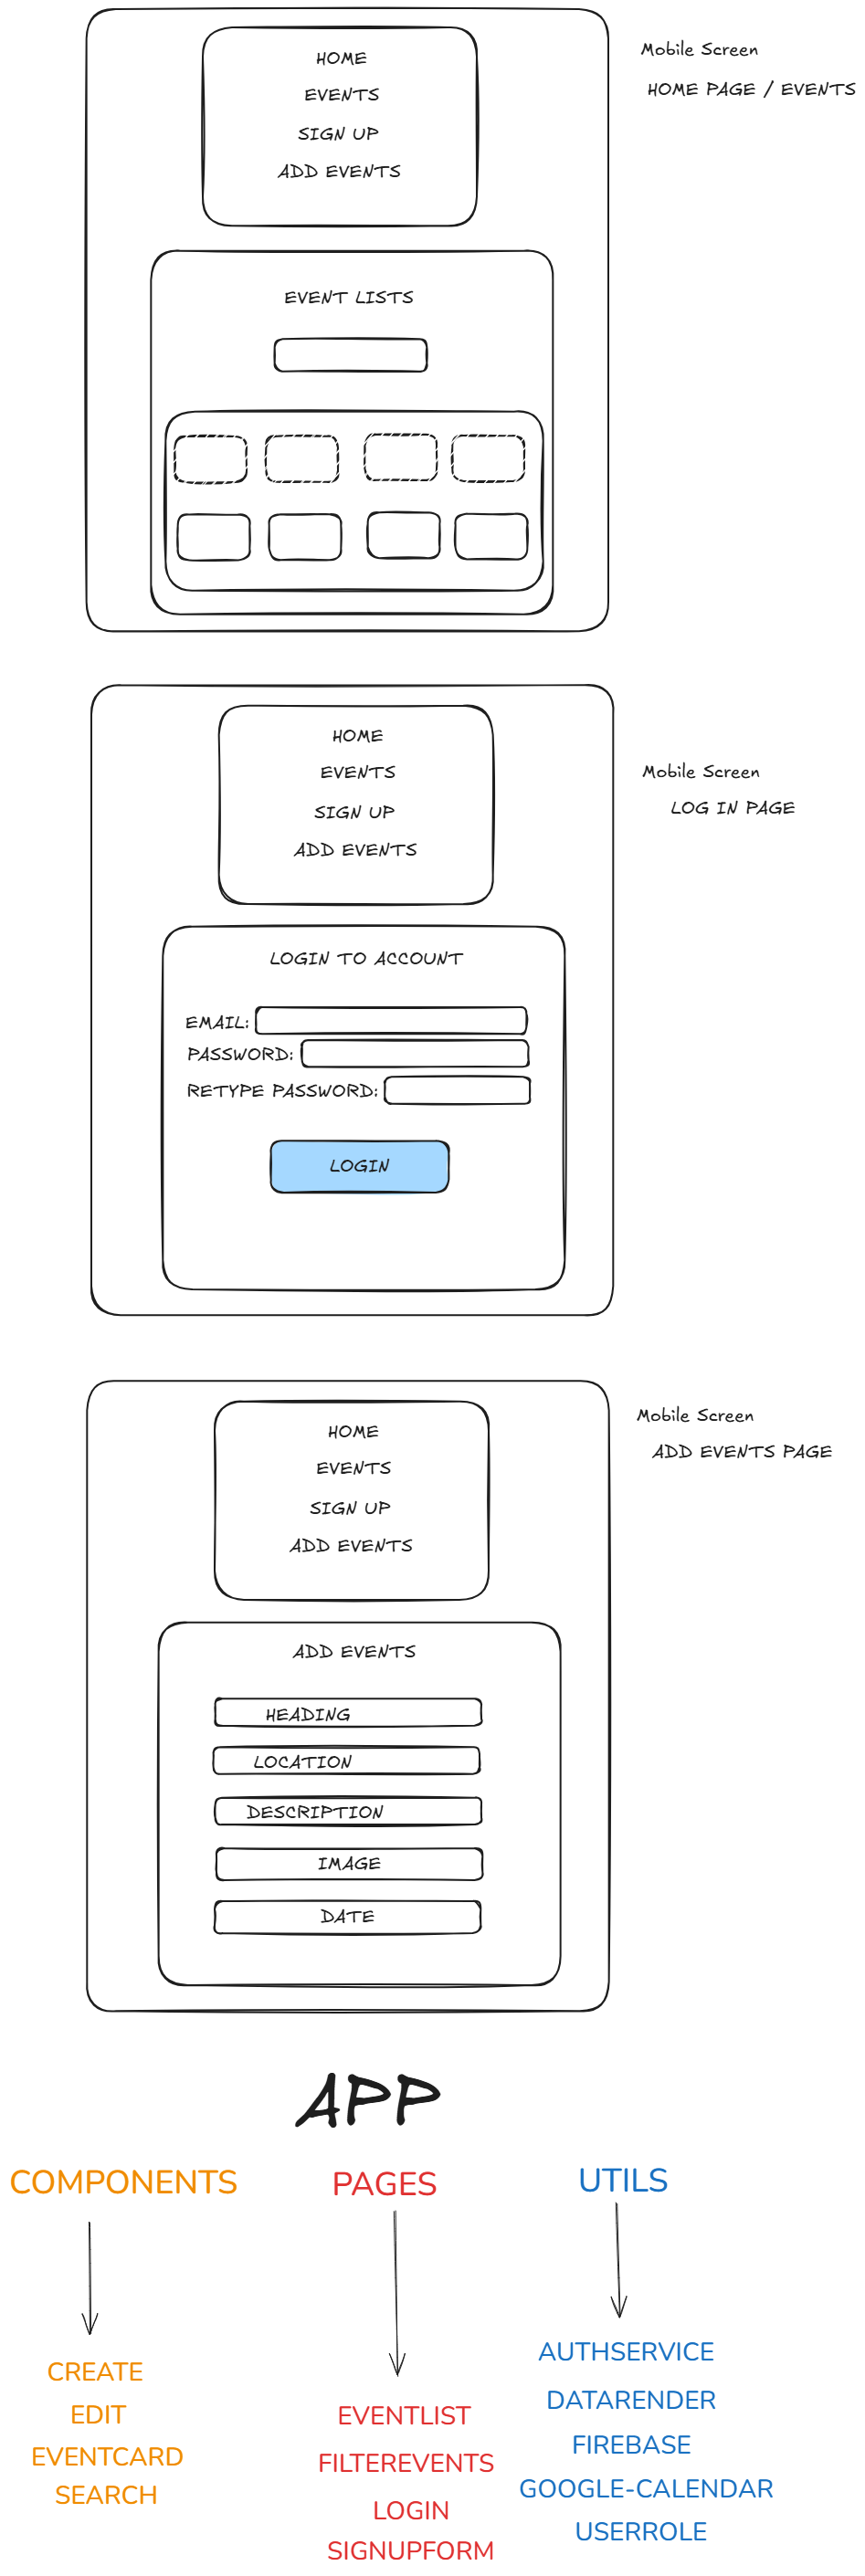 HOME
EVENTS
SIGN UP
ADD EVENTS
Mobile Screen
HOME PAGE / EVENTS
EVENT LISTS
HOME
EVENTS
SIGN UP
ADD EVENTS
Mobile Screen
LOG IN PAGE
LOGIN TO ACCOUNT
EMAIL:
PASSWORD:
RETYPE PASSWORD:
LOGIN
HOME
EVENTS
SIGN UP
ADD EVENTS
Mobile Screen
ADD EVENTS PAGE
ADD EVENTS
HEADING
LOCATION
DESCRIPTION
IMAGE
DATE
APP
COMPONENTS
CREATE
EDIT
EVENTCARD
SEARCH
PAGES
EVENTLIST
FILTEREVENTS
LOGIN
SIGNUPFORM
UTILS
AUTHSERVICE
DATARENDER
FIREBASE
GOOGLE-CALENDAR
USERROLE